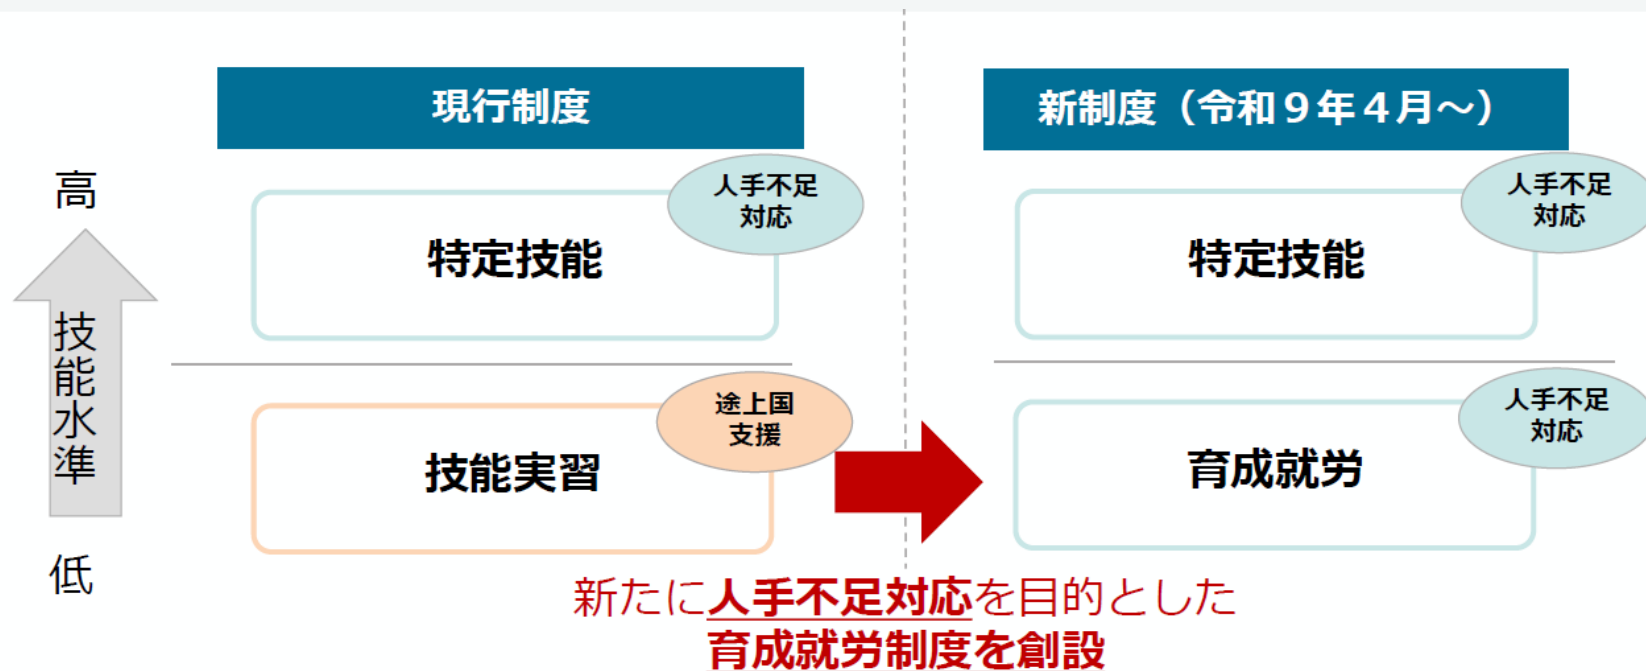 現行制度
新制度（令和９年４月～）
高
技能水準
低
人手不足
対応
特定技能
途上国
支援
技能実習
人手不足
対応
特定技能
人手不足
対応
育成就労
新たに人手不足対応を目的とした
育成就労制度を創設